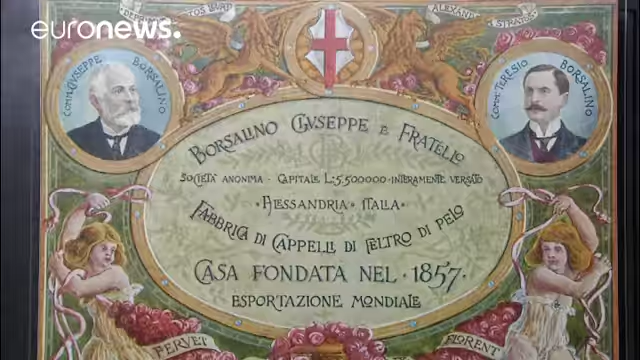 euronews.
ALEXAND
COMM. GIUSEPPE BORSALINO
COMM. TERESIO BORSALINO
BORSALINO GIUSEPPE E FRATELLO
SOCIETÀ ANONIMA - CAPITALE L. 5.500000 - INTERAMENTE VERSATO
·ALESSANDRIA · ITALIA·
FABBRICA DI CAPPELLI DI FELTRO DI PELO
CASA FONDATA NEL · 1857·
ESPORTAZIONE MONDIALE
PERVET
FLORENT